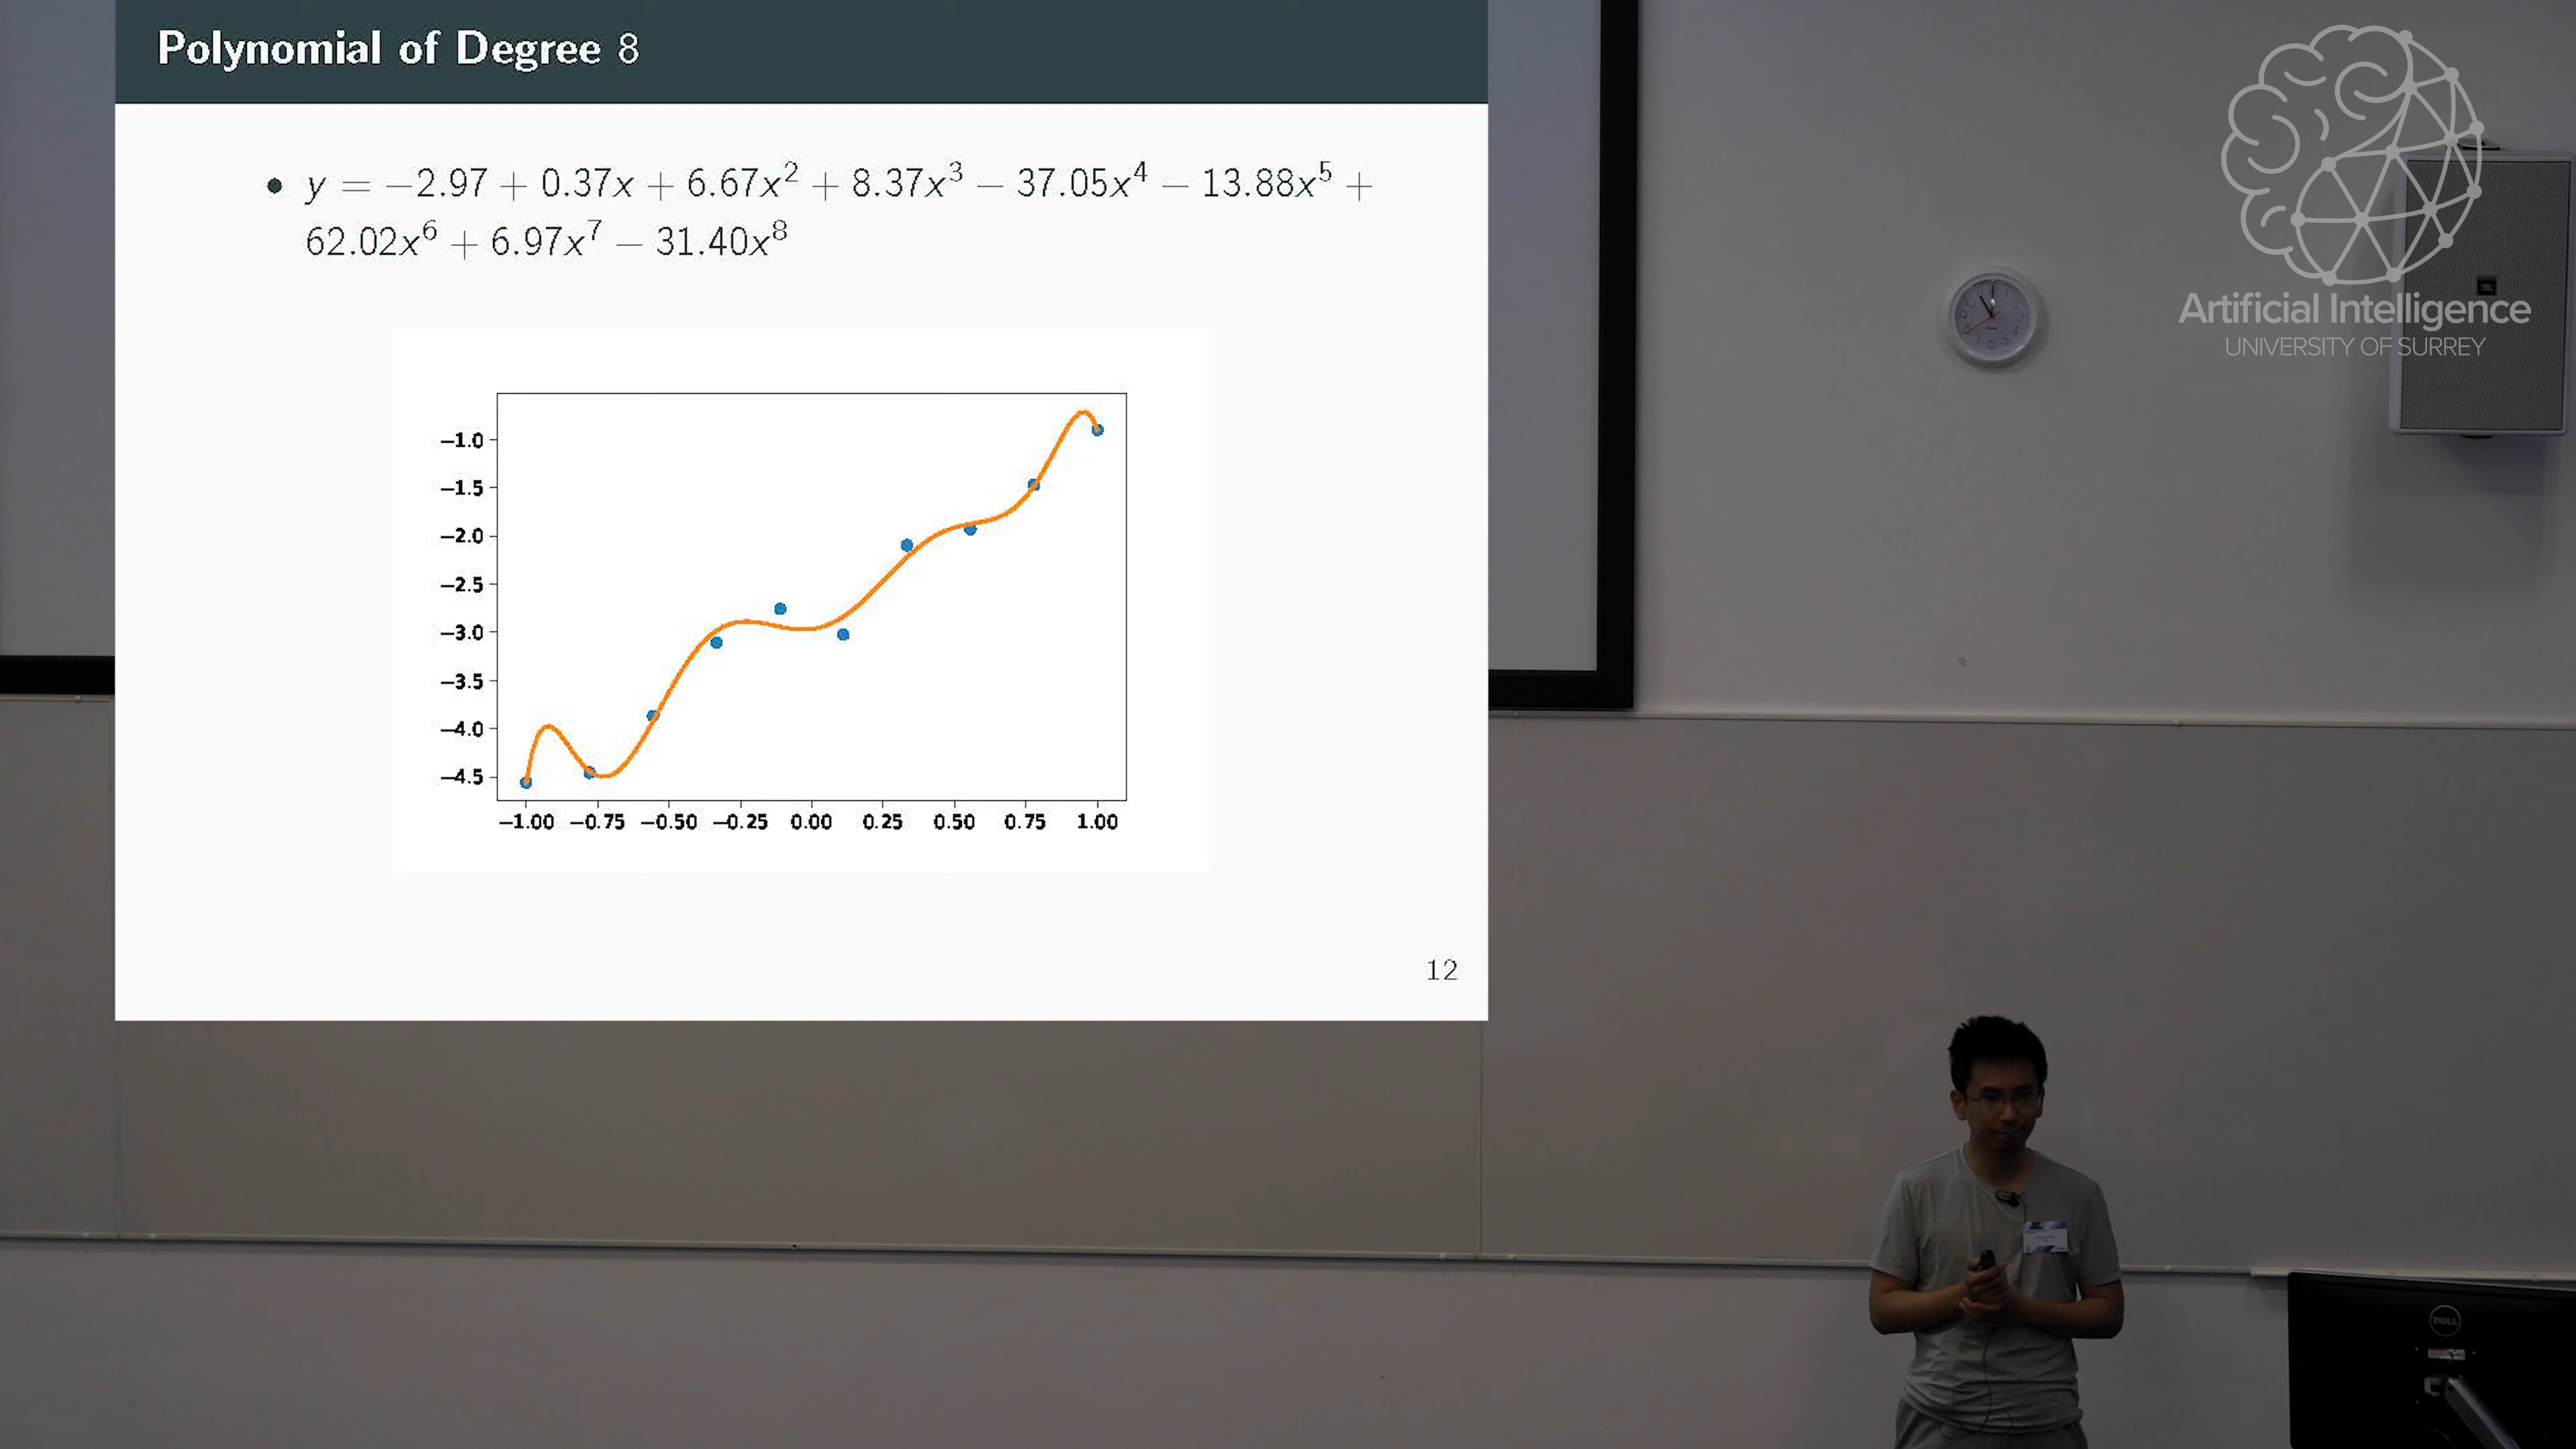 Polynomial of Degree 8
• y = −2.97 + 0.37x + 6.67x² + 8.37x³ − 37.05x⁴ − 13.88x⁵ +
62.02x⁶ + 6.97x⁷ − 31.40x⁸
−1.0
−1.5
−2.0
−2.5
−3.0
−3.5
−4.0
−4.5
−1.00 −0.75 −0.50 −0.25 0.00 0.25 0.50 0.75 1.00
12
Artificial Intelligence
UNIVERSITY OF SURREY
JBL
DELL